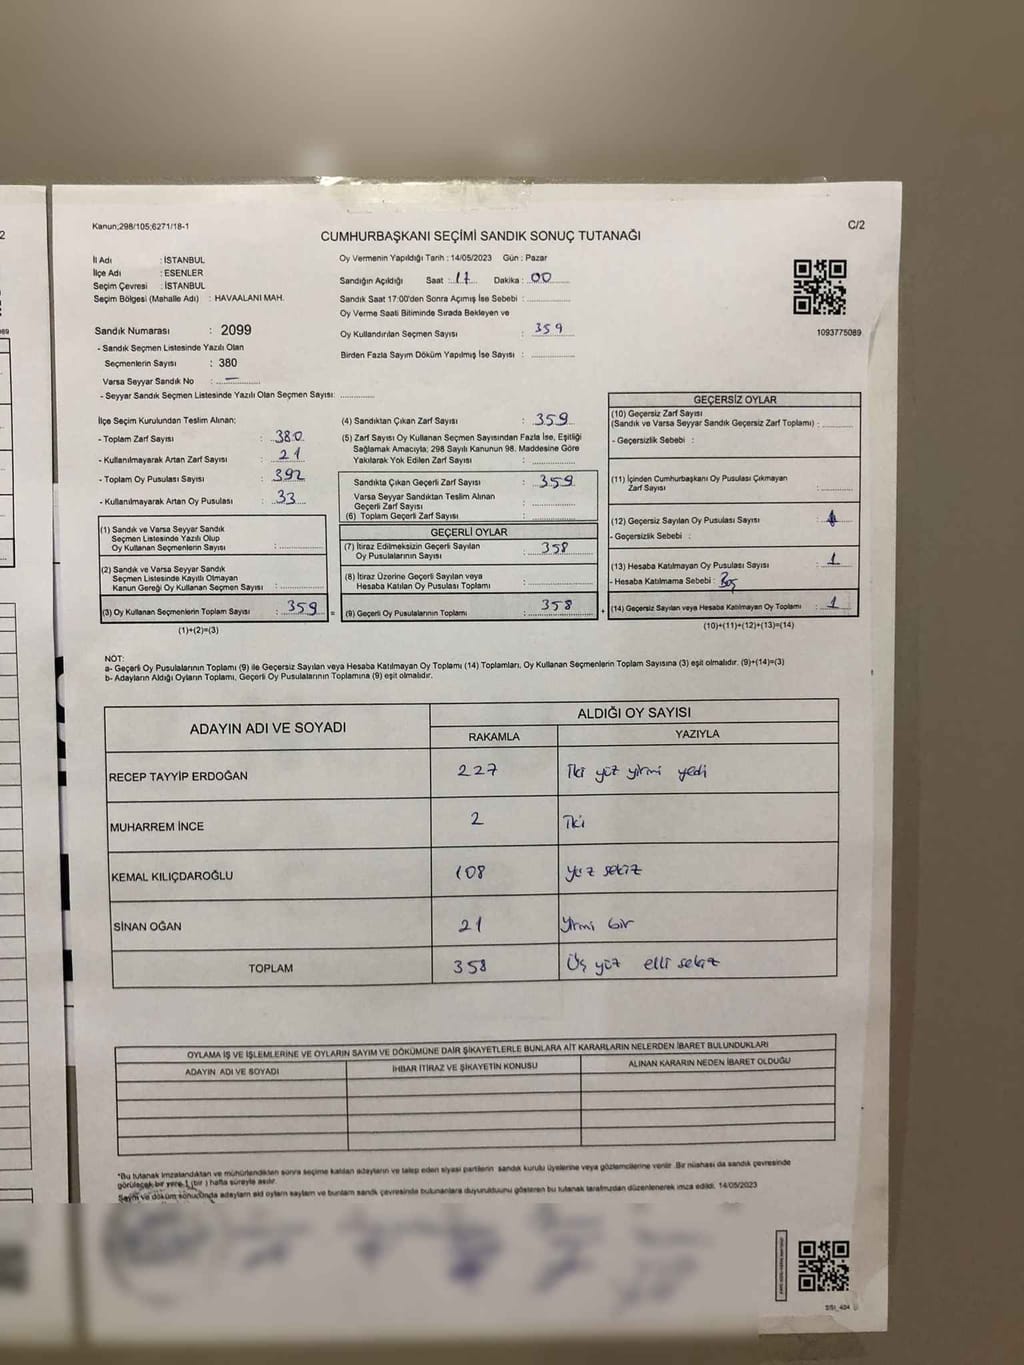 Kanun;298/105;6271/18-1
C/2
CUMHURBAŞKANI SEÇİMİ SANDIK SONUÇ TUTANAĞI
İl Adı : İSTANBUL
İlçe Adı : ESENLER
Seçim Çevresi : İSTANBUL
Seçim Bölgesi (Mahalle Adı) : HAVAALANI MAH.
Sandık Numarası : 2099
- Sandık Seçmen Listesinde Yazılı Olan
Seçmenlerin Sayısı : 380
Varsa Seyyar Sandık No : —
- Seyyar Sandık Seçmen Listesinde Yazılı Olan Seçmen Sayısı:
Oy Vermenin Yapıldığı Tarih : 14/05/2023 Gün : Pazar
Sandığın Açıldığı Saat : 17 Dakika : 00
Sandık Saat 17:00'den Sonra Açımış İse Sebebi :
Oy Verme Saati Bitiminde Sırada Bekleyen ve
Oy Kullandırılan Seçmen Sayısı : 359
Birden Fazla Sayım Döküm Yapılmış İse Sayısı :
1093775089
İlçe Seçim Kurulundan Teslim Alınan:
- Toplam Zarf Sayısı : 380
- Kullanılmayarak Artan Zarf Sayısı : 21
- Toplam Oy Pusulası Sayısı : 392
- Kullanılmayarak Artan Oy Pusulası : 33
(1) Sandık ve Varsa Seyyar Sandık
Seçmen Listesinde Yazılı Olup
Oy Kullanan Seçmenlerin Sayısı :
(2) Sandık ve Varsa Seyyar Sandık
Seçmen Listesinde Kayıtlı Olmayan
Kanun Gereği Oy Kullanan Seçmen Sayısı :
(3) Oy Kullanan Seçmenlerin Toplam Sayısı : 359 =
(1)+(2)=(3)
(4) Sandıktan Çıkan Zarf Sayısı : 359
(5) Zarf Sayısı Oy Kullanan Seçmen Sayısından Fazla İse, Eşitliği
Sağlamak Amacıyla; 298 Sayılı Kanunun 98. Maddesine Göre
Yakılarak Yok Edilen Zarf Sayısı :
Sandıkta Çıkan Geçerli Zarf Sayısı : 359
Varsa Seyyar Sandıktan Teslim Alınan
Geçerli Zarf Sayısı :
(6) Toplam Geçerli Zarf Sayısı :
GEÇERLİ OYLAR
(7) İtiraz Edilmeksizin Geçerli Sayılan
Oy Pusulalarının Sayısı : 358
(8) İtiraz Üzerine Geçerli Sayılan veya
Hesaba Katılan Oy Pusulası Toplamı :
(9) Geçerli Oy Pusulalarının Toplamı : 358 +
GEÇERSİZ OYLAR
(10) Geçersiz Zarf Sayısı
(Sandık ve Varsa Seyyar Sandık Geçersiz Zarf Toplamı) :
- Geçersizlik Sebebi :
(11) İçinden Cumhurbaşkanı Oy Pusulası Çıkmayan
Zarf Sayısı :
(12) Geçersiz Sayılan Oy Pusulası Sayısı :
- Geçersizlik Sebebi :
(13) Hesaba Katılmayan Oy Pusulası Sayısı : 1
- Hesaba Katılmama Sebebi : Boş
(14) Geçersiz Sayılan veya Hesaba Katılmayan Oy Toplamı : 1
(10)+(11)+(12)+(13)=(14)
NOT:
a- Geçerli Oy Pusulalarının Toplamı (9) ile Geçersiz Sayılan veya Hesaba Katılmayan Oy Toplamı (14) Toplamları, Oy Kullanan Seçmenlerin Toplam Sayısına (3) eşit olmalıdır. (9)+(14)=(3)
b- Adayların Aldığı Oyların Toplamı, Geçerli Oy Pusulalarının Toplamına (9) eşit olmalıdır.
ADAYIN ADI VE SOYADI ALDIĞI OY SAYISI
RAKAMLA YAZIYLA
RECEP TAYYİP ERDOĞAN 227 İki yüz yirmi yedi
MUHARREM İNCE 2 İki
KEMAL KILIÇDAROĞLU 108 yüz sekiz
SİNAN OĞAN 21 Yirmi bir
TOPLAM 358 Üç yüz elli sekiz
OYLAMA İŞ VE İŞLEMLERİNE VE OYLARIN SAYIM VE DÖKÜMÜNE DAİR ŞİKAYETLERLE BUNLARA AİT KARARLARIN NELERDEN İBARET BULUNDUKLARI
ADAYIN ADI VE SOYADI İHBAR İTİRAZ VE ŞİKAYETİN KONUSU ALINAN KARARIN NEDEN İBARET OLDUĞU
*Bu tutanak imzalandıktan ve mühürlendikten sonra seçime katılan adayların ve talep eden siyasi partilerin sandık kurulu üyelerine veya gözlemcilerine verilir. Bir nüshası da sandık çevresinde
görülecek bir yere 1 (bir) hafta süreyle asılır.
Sayım ve döküm sonucunda adayların ald oyların sayıları ve bunların sandık çevresinde bulunanlara duyurulduğunu gösteren bu tutanak tarafımızdan düzenlenerek imza edildi. 14/05/2023